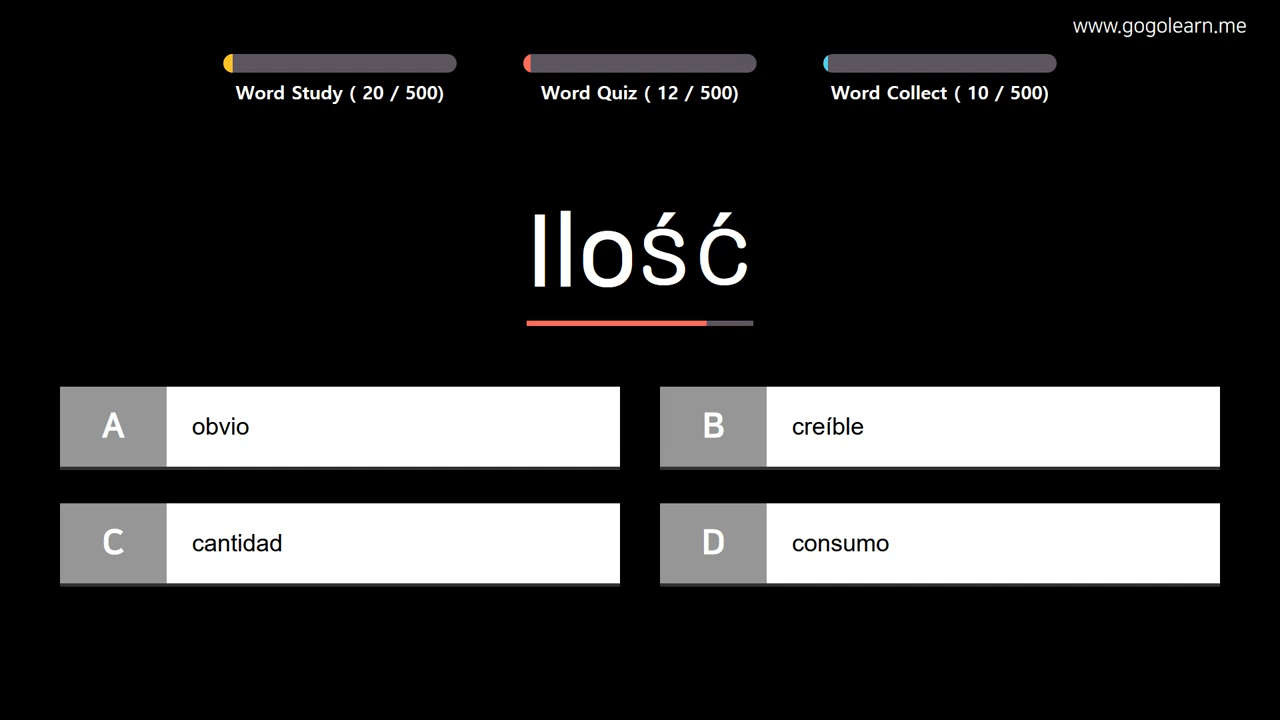 www.gogolearn.me
Word Study ( 20 / 500)
Word Quiz ( 12 / 500)
Word Collect ( 10 / 500)
Ilość
A obvio
B creíble
C cantidad
D consumo